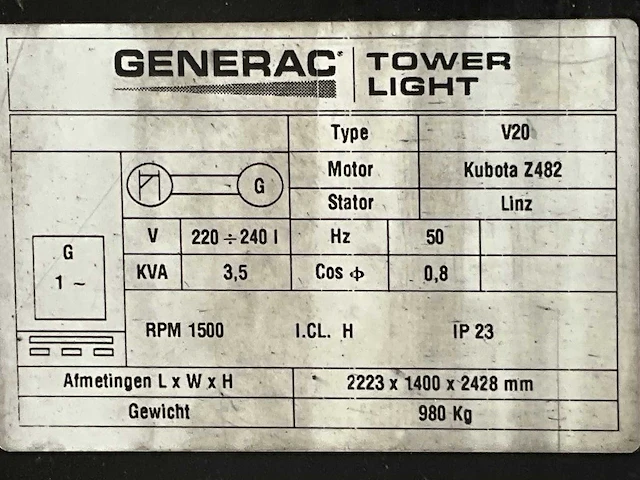 GENERAC TOWER
LIGHT
Type V20
Motor Kubota Z482
G
Stator Linz
V 220 ÷ 240 I Hz 50
G
1 ~
KVA 3,5 Cos ϕ 0,8
RPM 1500 I.CL. H IP 23
Afmetingen L x W x H 2223 x 1400 x 2428 mm
Gewicht 980 Kg